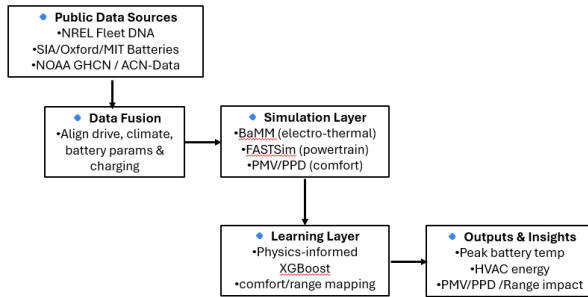 Public Data Sources
•NREL Fleet DNA
•SIA/Oxford/MIT Batteries
•NOAA GHCN / ACN-Data
Data Fusion
•Align drive, climate,
battery params &
charging
Simulation Layer
•BaMM (electro-thermal)
•FASTSim (powertrain)
•PMV/PPD (comfort)
Learning Layer
•Physics-informed
XGBoost
•comfort/range mapping
Outputs & Insights
•Peak battery temp
•HVAC energy
•PMV/PPD /Range impact